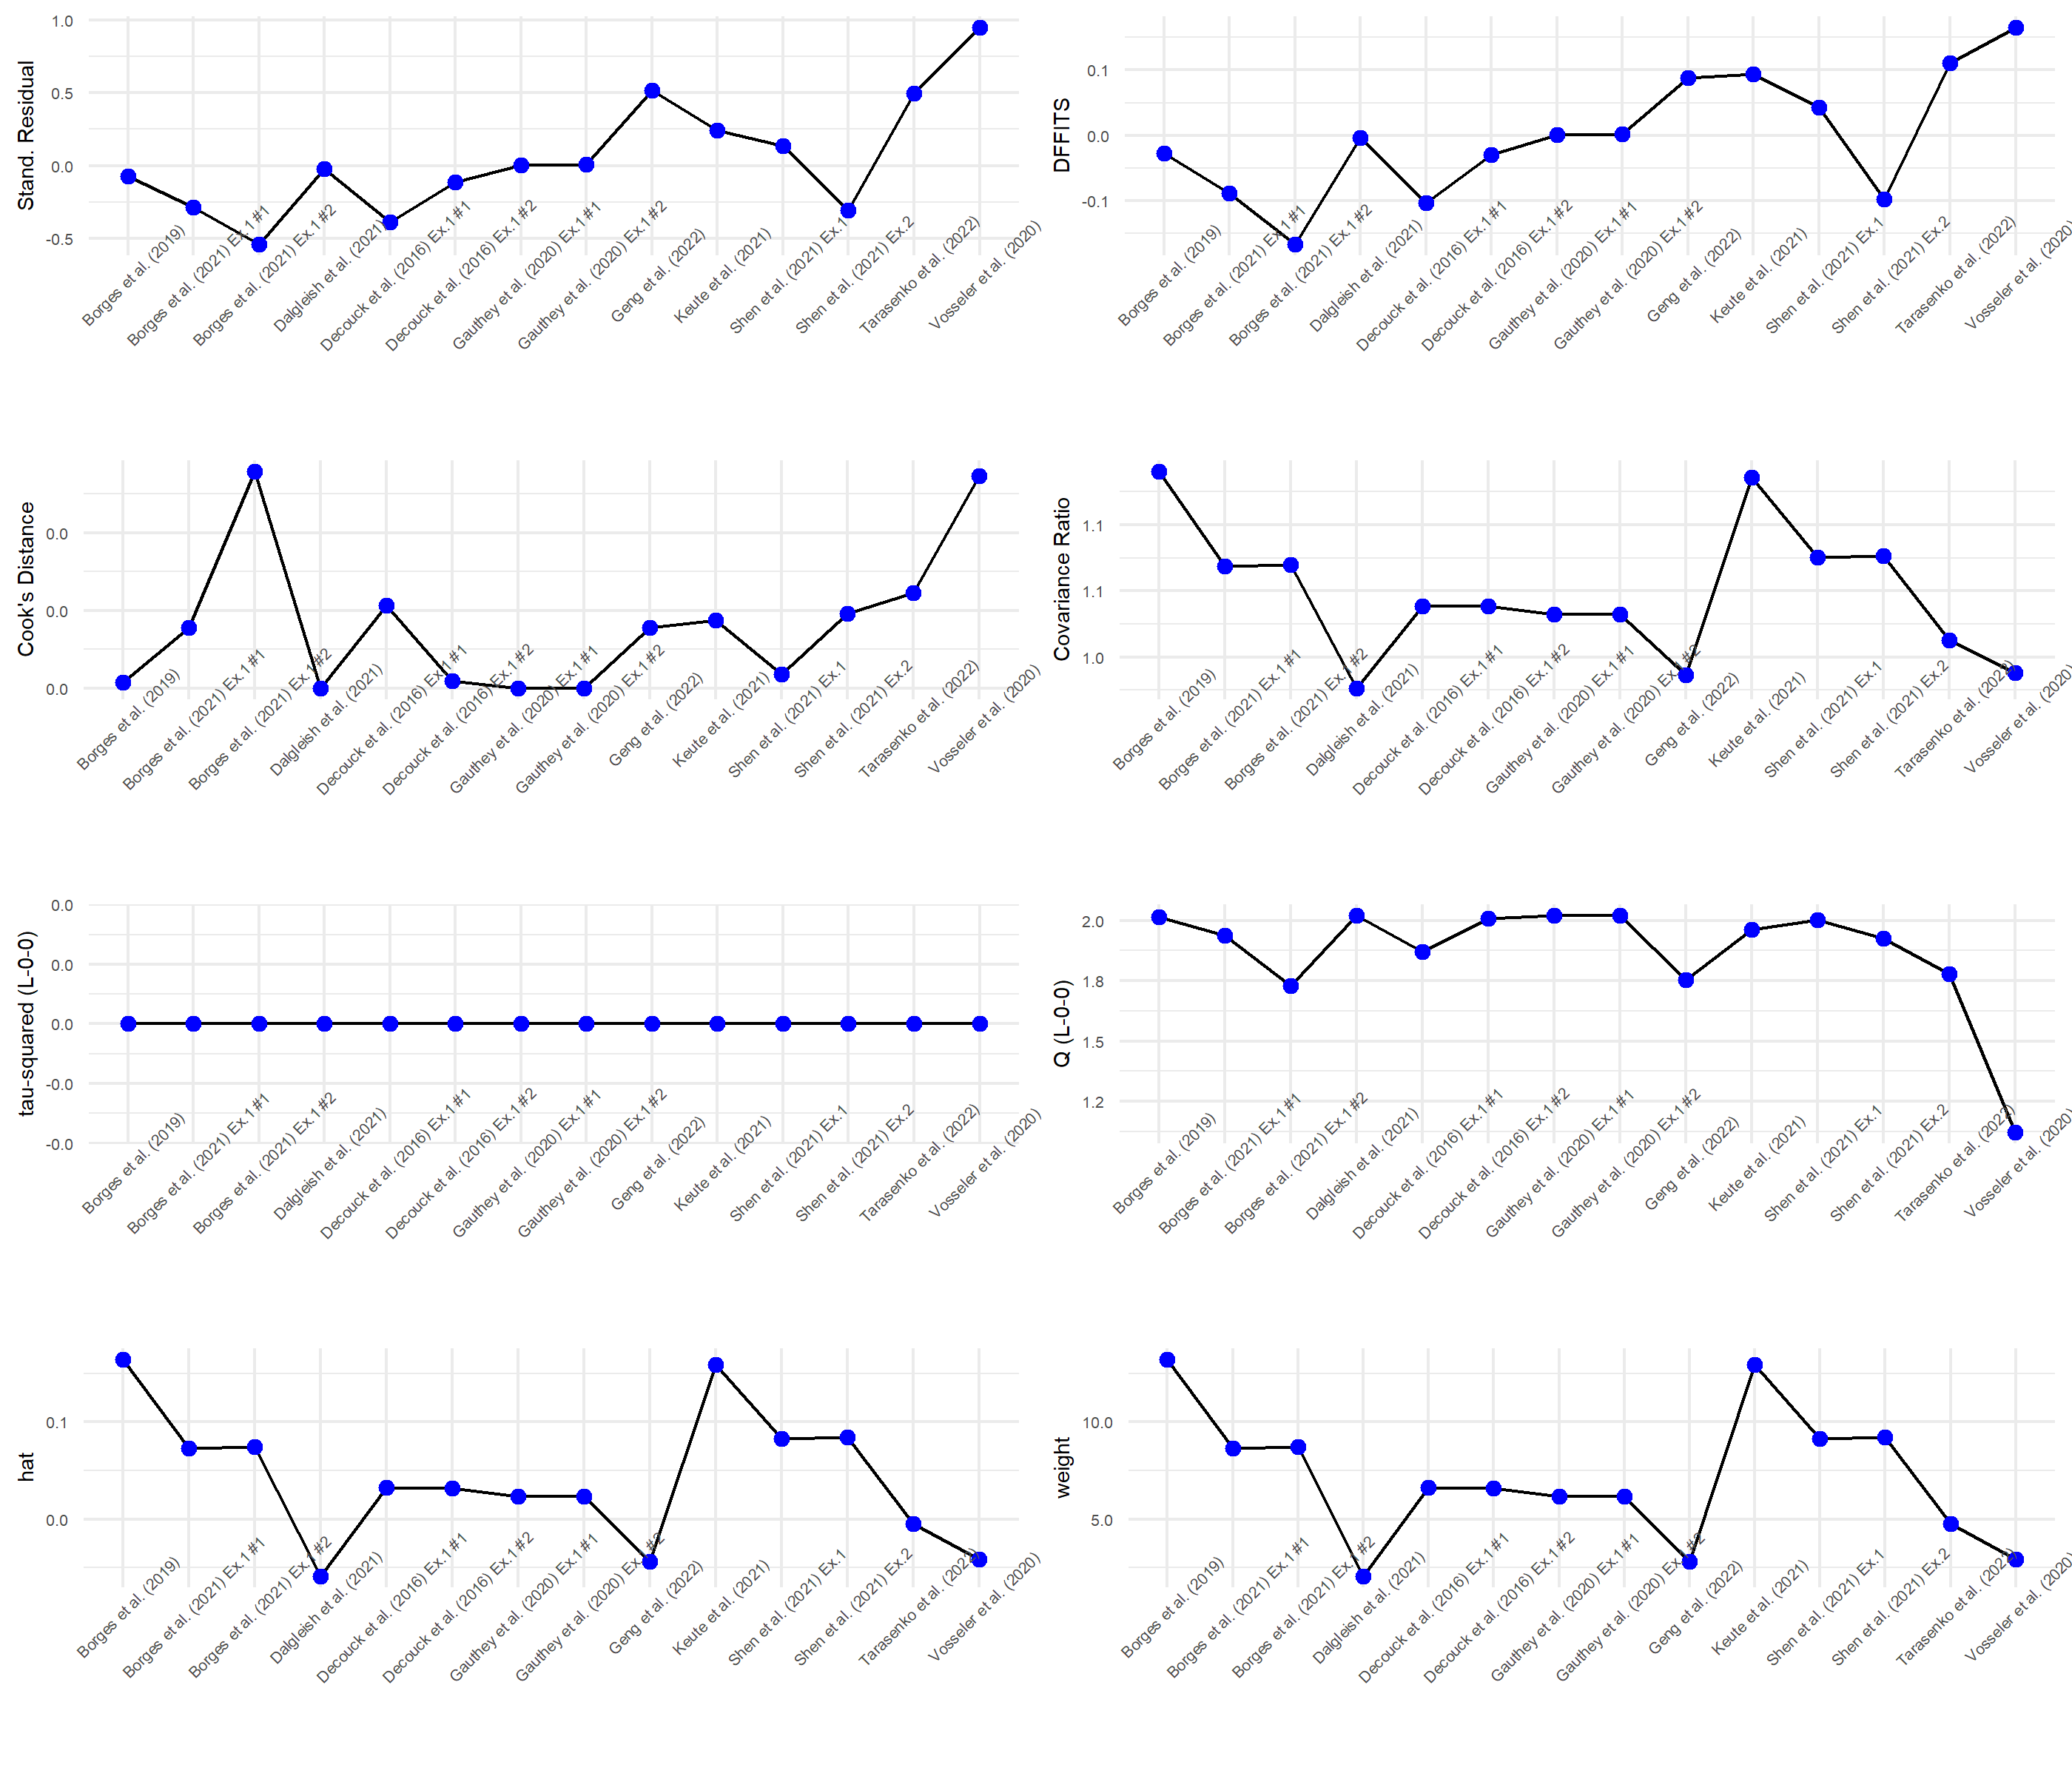 Stand. Residual
1.0
0.5
0.0
-0.5
Borges et al. (2019)
Borges et al. (2021) Ex.1#1
Borges et al. (2021) Ex.1#2
Dalgleish et al. (2021)
Decouck et al. (2016) Ex.1#1
Decouck et al. (2016) Ex.1#2
Gauthey et al. (2020) Ex.1#1
Gauthey et al. (2020) Ex.1#2
Geng et al. (2022)
Keute et al. (2021)
Shen et al. (2021) Ex.1
Shen et al. (2021) Ex.2
Tarasenko et al. (2022)
Vosseler et al. (2020)
DFFITS
0.1
0.0
-0.1
Borges et al. (2019)
Borges et al. (2021) Ex.1#1
Borges et al. (2021) Ex.1#2
Dalgleish et al. (2021)
Decouck et al. (2016) Ex.1#1
Decouck et al. (2016) Ex.1#2
Gauthey et al. (2020) Ex.1#1
Gauthey et al. (2020) Ex.1#2
Geng et al. (2022)
Keute et al. (2021)
Shen et al. (2021) Ex.1
Shen et al. (2021) Ex.2
Tarasenko et al. (2022)
Vosseler et al. (2020)
Cook's Distance
0.0
0.0
0.0
Borges et al. (2019)
Borges et al. (2021) Ex.1#1
Borges et al. (2021) Ex.1#2
Dalgleish et al. (2021)
Decouck et al. (2016) Ex.1#1
Decouck et al. (2016) Ex.1#2
Gauthey et al. (2020) Ex.1#1
Gauthey et al. (2020) Ex.1#2
Geng et al. (2022)
Keute et al. (2021)
Shen et al. (2021) Ex.1
Shen et al. (2021) Ex.2
Tarasenko et al. (2022)
Vosseler et al. (2020)
Covariance Ratio
1.1
1.1
1.0
Borges et al. (2019)
Borges et al. (2021) Ex.1#1
Borges et al. (2021) Ex.1#2
Dalgleish et al. (2021)
Decouck et al. (2016) Ex.1#1
Decouck et al. (2016) Ex.1#2
Gauthey et al. (2020) Ex.1#1
Gauthey et al. (2020) Ex.1#2
Geng et al. (2022)
Keute et al. (2021)
Shen et al. (2021) Ex.1
Shen et al. (2021) Ex.2
Tarasenko et al. (2022)
Vosseler et al. (2020)
tau-squared (L-0-0)
0.0
0.0
0.0
-0.0
-0.0
Borges et al. (2019)
Borges et al. (2021) Ex.1#1
Borges et al. (2021) Ex.1#2
Dalgleish et al. (2021)
Decouck et al. (2016) Ex.1#1
Decouck et al. (2016) Ex.1#2
Gauthey et al. (2020) Ex.1#1
Gauthey et al. (2020) Ex.1#2
Geng et al. (2022)
Keute et al. (2021)
Shen et al. (2021) Ex.1
Shen et al. (2021) Ex.2
Tarasenko et al. (2022)
Vosseler et al. (2020)
Q (L-0-0)
2.0
1.8
1.5
1.2
Borges et al. (2019)
Borges et al. (2021) Ex.1#1
Borges et al. (2021) Ex.1#2
Dalgleish et al. (2021)
Decouck et al. (2016) Ex.1#1
Decouck et al. (2016) Ex.1#2
Gauthey et al. (2020) Ex.1#1
Gauthey et al. (2020) Ex.1#2
Geng et al. (2022)
Keute et al. (2021)
Shen et al. (2021) Ex.1
Shen et al. (2021) Ex.2
Tarasenko et al. (2022)
Vosseler et al. (2020)
hat
0.1
0.0
Borges et al. (2019)
Borges et al. (2021) Ex.1#1
Borges et al. (2021) Ex.1#2
Dalgleish et al. (2021)
Decouck et al. (2016) Ex.1#1
Decouck et al. (2016) Ex.1#2
Gauthey et al. (2020) Ex.1#1
Gauthey et al. (2020) Ex.1#2
Geng et al. (2022)
Keute et al. (2021)
Shen et al. (2021) Ex.1
Shen et al. (2021) Ex.2
Tarasenko et al. (2022)
Vosseler et al. (2020)
weight
10.0
5.0
Borges et al. (2019)
Borges et al. (2021) Ex.1#1
Borges et al. (2021) Ex.1#2
Dalgleish et al. (2021)
Decouck et al. (2016) Ex.1#1
Decouck et al. (2016) Ex.1#2
Gauthey et al. (2020) Ex.1#1
Gauthey et al. (2020) Ex.1#2
Geng et al. (2022)
Keute et al. (2021)
Shen et al. (2021) Ex.1
Shen et al. (2021) Ex.2
Tarasenko et al. (2022)
Vosseler et al. (2020)